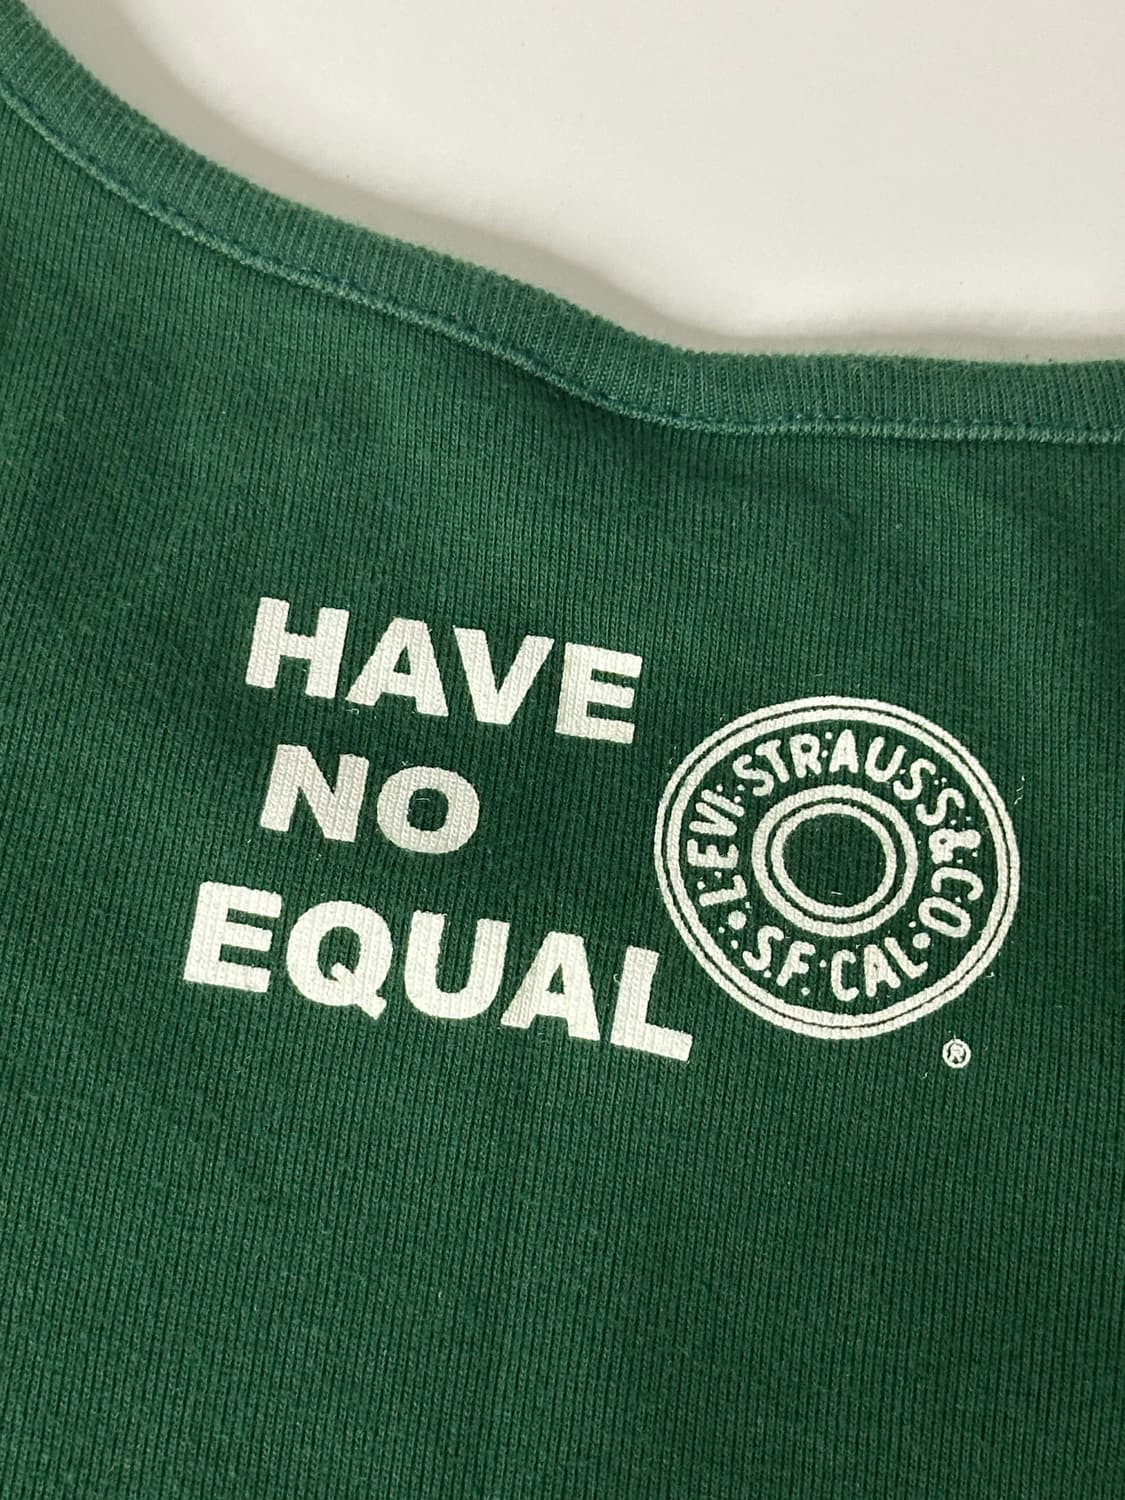 HAVE
NO
EQUAL
LEVI STRAUSS & CO
S.F. CAL
®